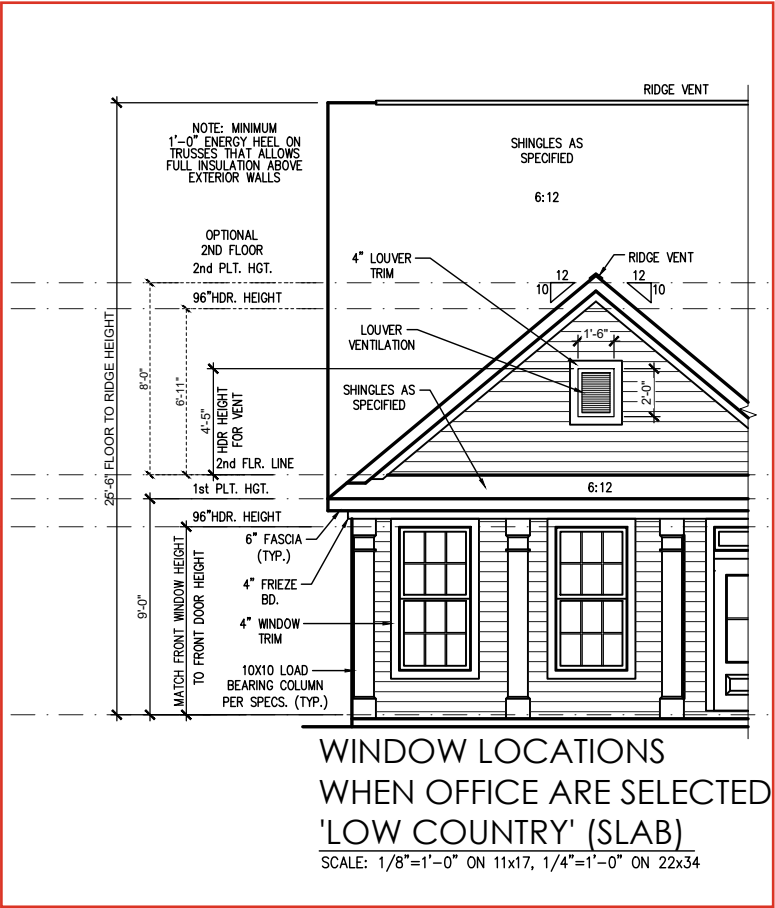 RIDGE VENT
NOTE: MINIMUM
1'-0" ENERGY HEEL ON
TRUSSES THAT ALLOWS
FULL INSULATION ABOVE
EXTERIOR WALLS
SHINGLES AS
SPECIFIED
6:12
OPTIONAL
2ND FLOOR
2nd PLT. HGT.
4" LOUVER
TRIM
RIDGE VENT
12
10
12
10
96"HDR. HEIGHT
LOUVER
VENTILATION
1'-6"
2'-0"
25'-6" FLOOR TO RIDGE HEIGHT
8'-0"
6'-11"
4'-5"
HDR HEIGHT
FOR VENT
SHINGLES AS
SPECIFIED
2nd FLR. LINE
1st PLT. HGT.
6:12
96"HDR. HEIGHT
6" FASCIA
(TYP.)
4" FRIEZE
BD.
4" WINDOW
TRIM
9'-0"
MATCH FRONT WINDOW HEIGHT
TO FRONT DOOR HEIGHT
10X10 LOAD
BEARING COLUMN
PER SPECS. (TYP.)
WINDOW LOCATIONS
WHEN OFFICE ARE SELECTED
'LOW COUNTRY' (SLAB)
SCALE: 1/8"=1'-0" ON 11x17, 1/4"=1'-0" ON 22x34